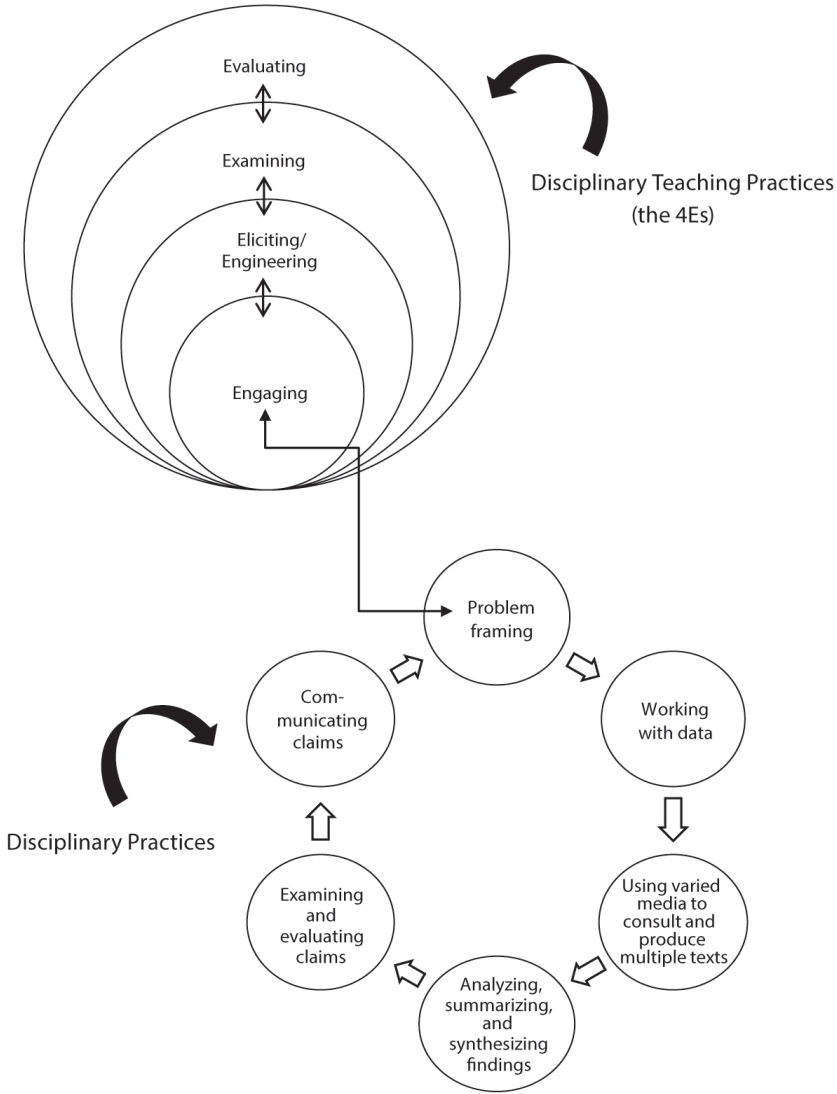 Evaluating
Examining
Eliciting/
Engineering
Engaging
Disciplinary Teaching Practices
(the 4Es)
Problem
framing
Working
with data
Using varied
media to
consult and
produce
multiple texts
Analyzing,
summarizing,
and
synthesizing
findings
Examining
and
evaluating
claims
Com-
municating
claims
Disciplinary Practices